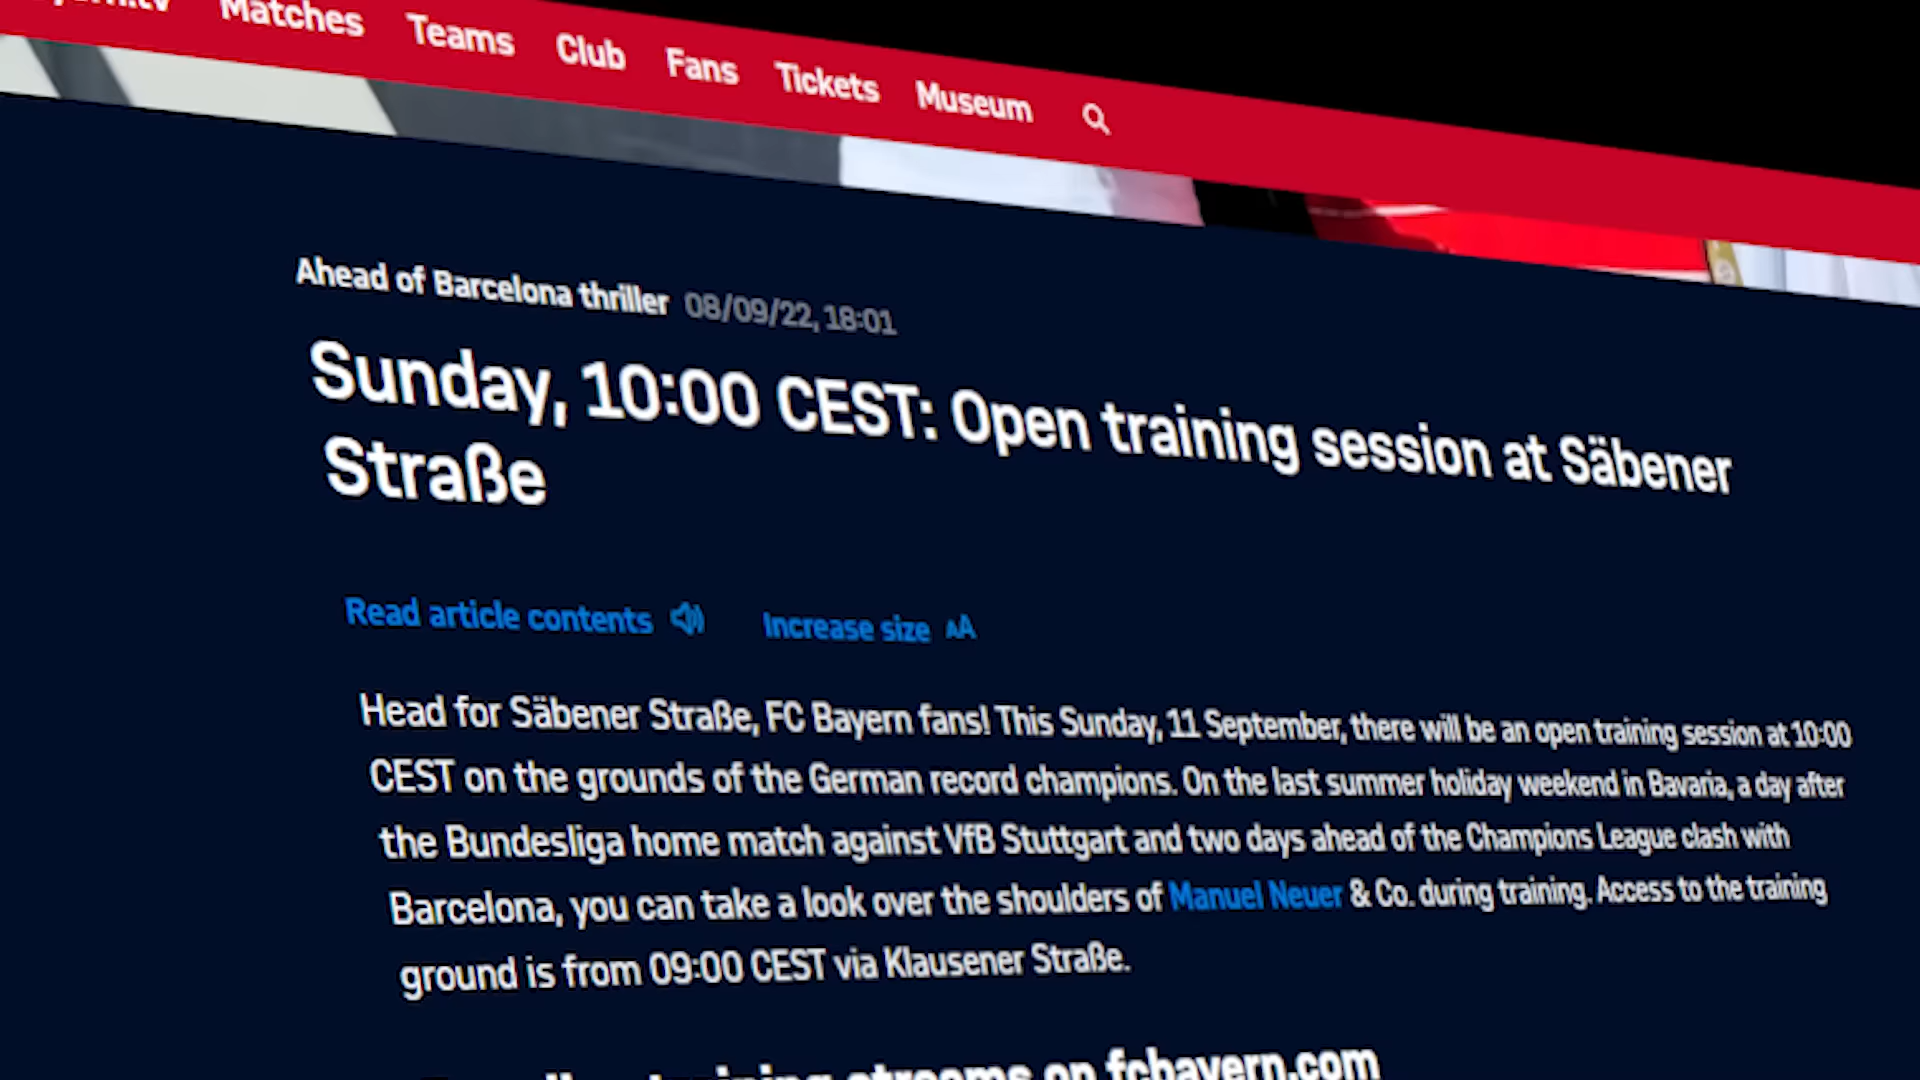 Matches Teams Club Fans Tickets Museum
Ahead of Barcelona thriller 08/09/22, 18:01
Sunday, 10:00 CEST: Open training session at Säbener
Straße
Read article contents Increase size AA
Head for Säbener Straße, FC Bayern fans! This Sunday, 11 September, there will be an open training session at 10:00
CEST on the grounds of the German record champions. On the last summer holiday weekend in Bavaria, a day after
the Bundesliga home match against VfB Stuttgart and two days ahead of the Champions League clash with
Barcelona, you can take a look over the shoulders of Manuel Neuer & Co. during training. Access to the training
ground is from 09:00 CEST via Klausener Straße.
training streams on fcbayern.com